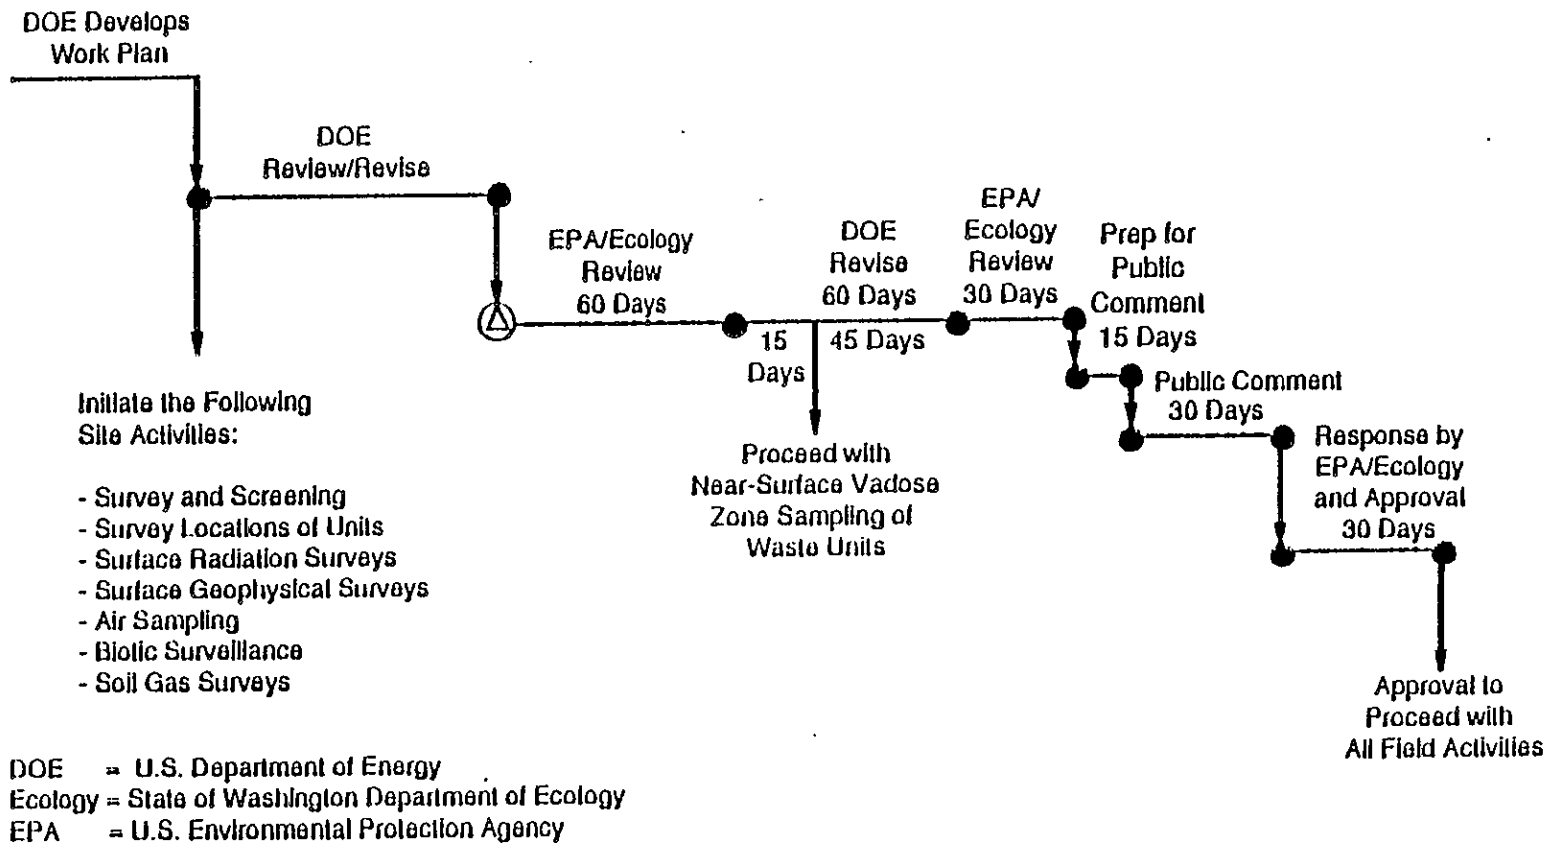 DOE Develops
Work Plan
DOE
Review/Revise
EPA/Ecology
Review
60 Days
15
Days
DOE
Revise
60 Days
45 Days
EPA/
Ecology
Review
30 Days
Prep for
Public
Comment
15 Days
Public Comment
30 Days
Response by
EPA/Ecology
and Approval
30 Days
Initiate the Following
Site Activities:
- Survey and Screening
- Survey Locations of Units
- Surface Radiation Surveys
- Surface Geophysical Surveys
- Air Sampling
- Biotic Surveillance
- Soil Gas Surveys
Proceed with
Near-Surface Vadose
Zone Sampling of
Waste Units
Approval to
Proceed with
All Field Activities
DOE = U.S. Department of Energy
Ecology = State of Washington Department of Ecology
EPA = U.S. Environmental Protection Agency